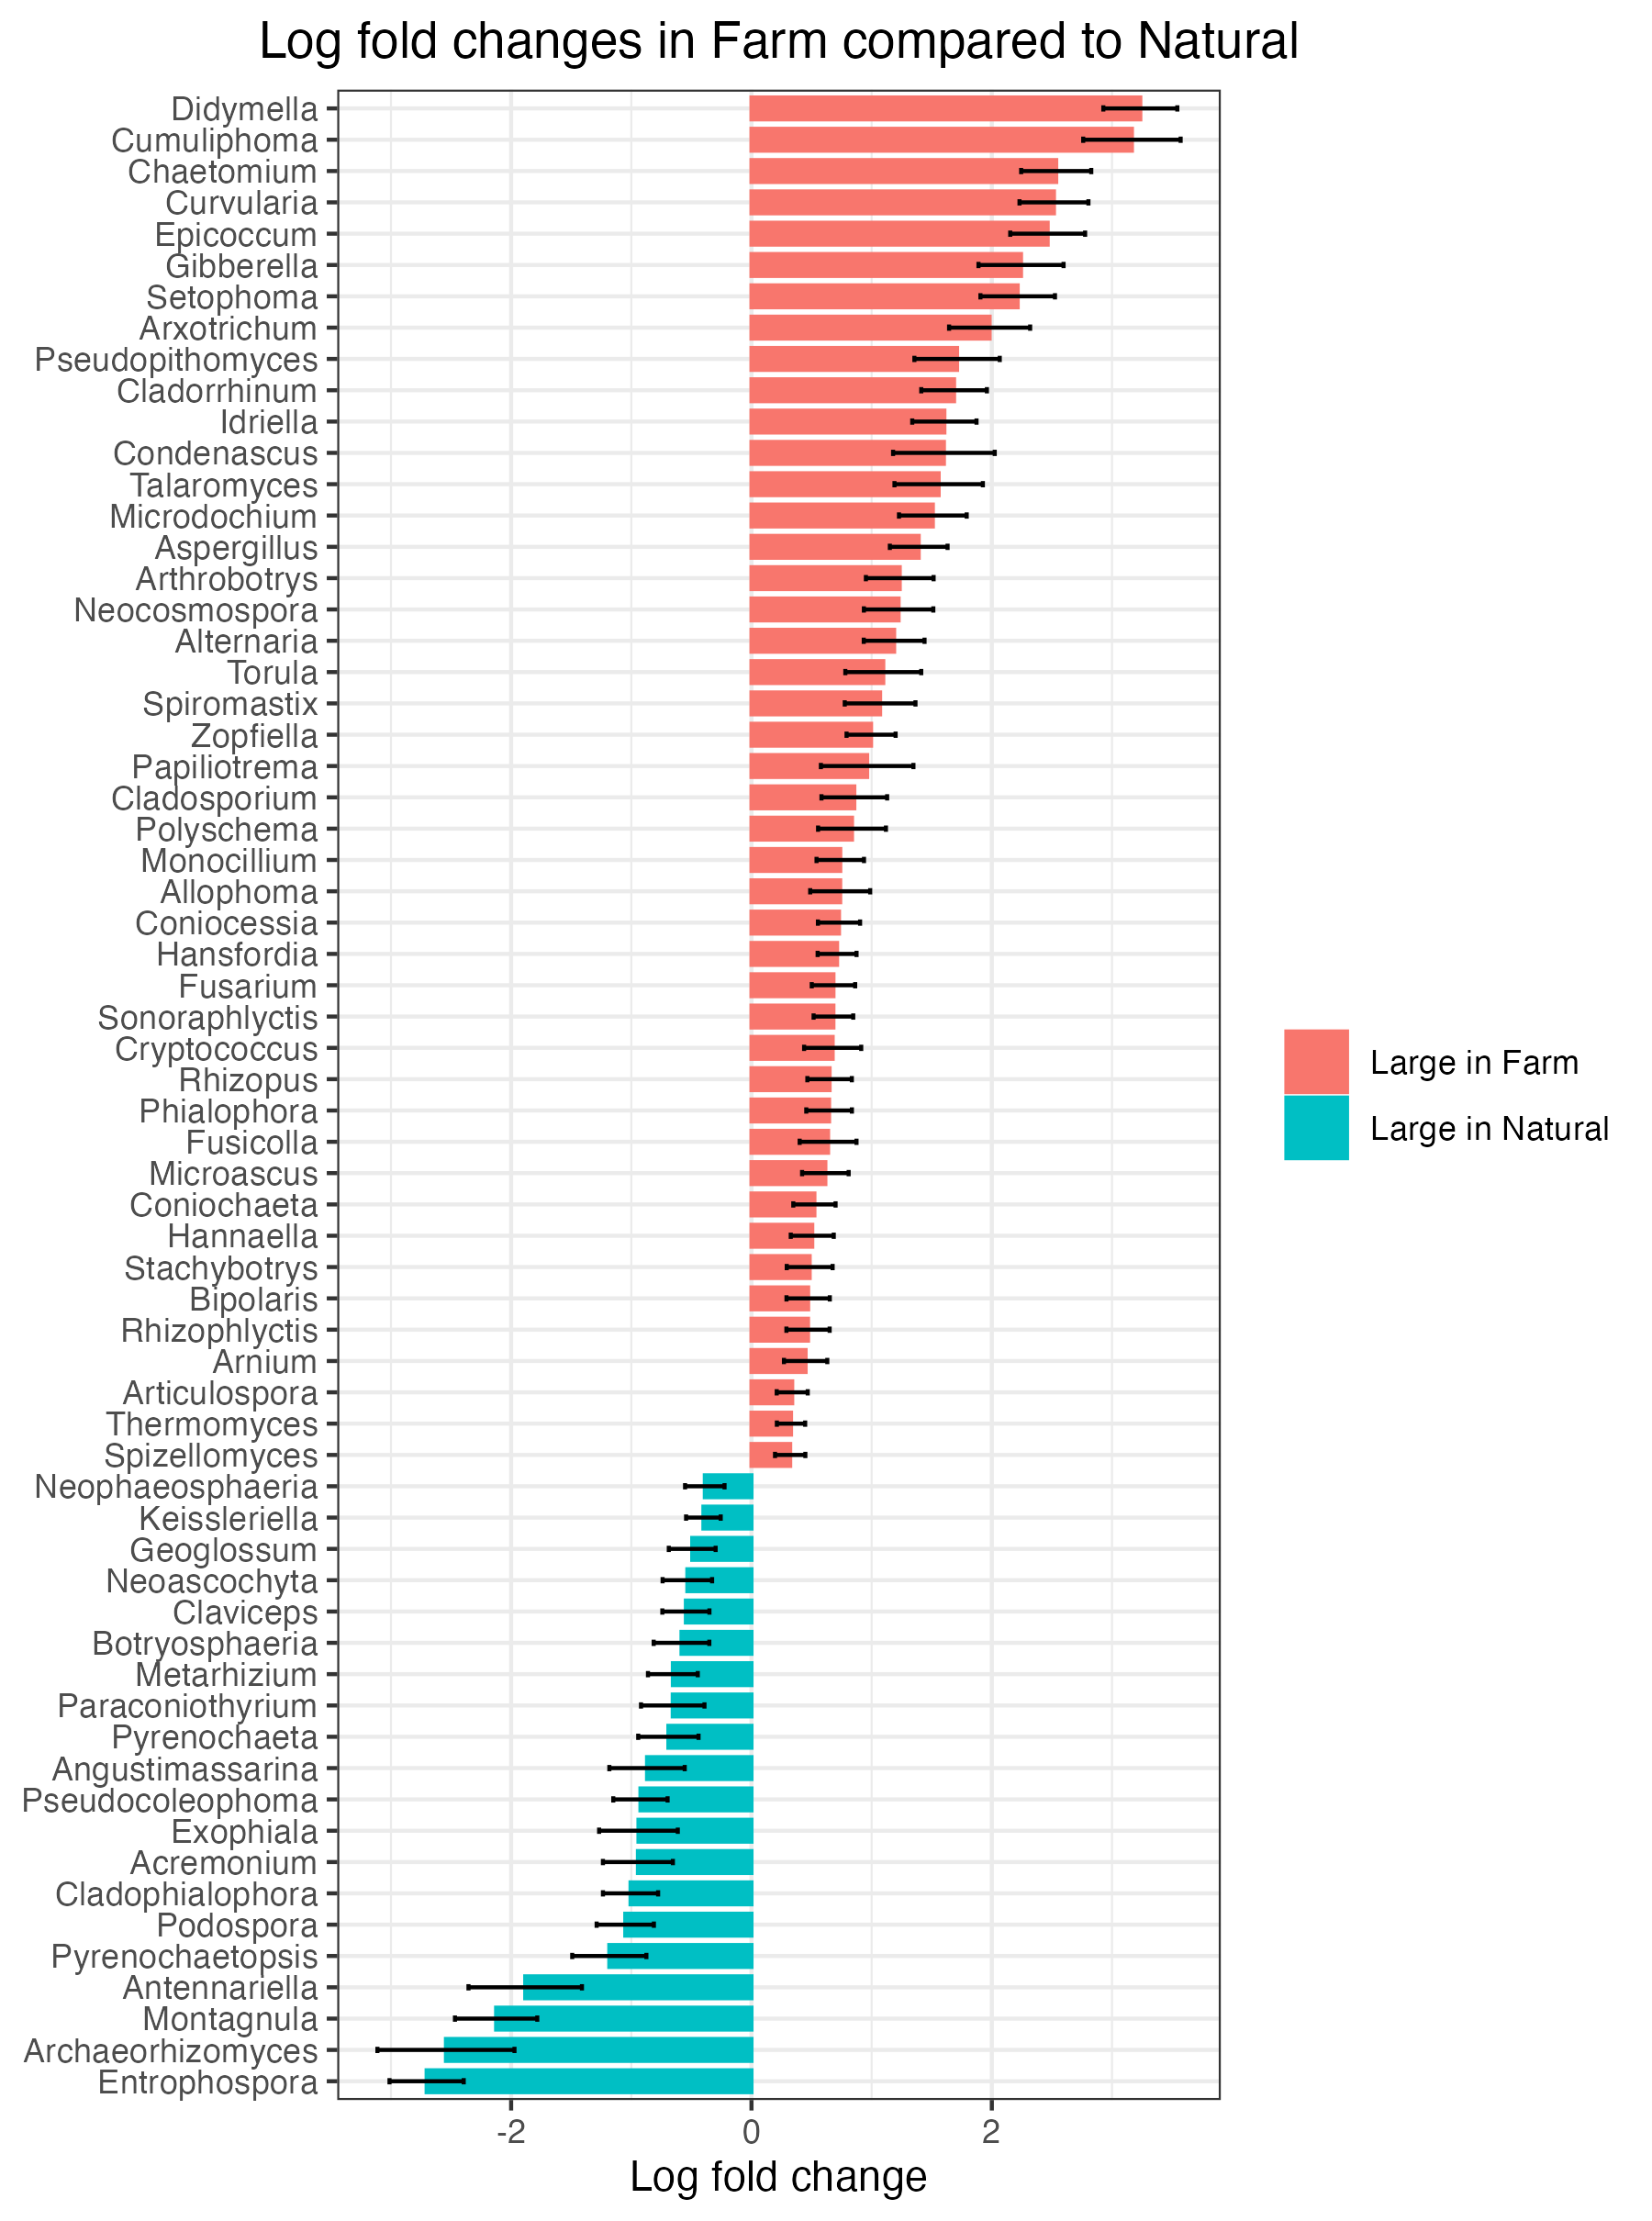 Log fold changes in Farm compared to Natural
Didymella
Cumuliphoma
Chaetomium
Curvularia
Epicoccum
Gibberella
Setophoma
Arxotrichum
Pseudopithomyces
Cladorrhinum
Idriella
Condenascus
Talaromyces
Microdochium
Aspergillus
Arthrobotrys
Neocosmospora
Alternaria
Torula
Spiromastix
Zopfiella
Papiliotrema
Cladosporium
Polyschema
Monocillium
Allophoma
Coniocessia
Hansfordia
Fusarium
Sonoraphlyctis
Cryptococcus
Rhizopus
Phialophora
Fusicolla
Microascus
Coniochaeta
Hannaella
Stachybotrys
Bipolaris
Rhizophlyctis
Arnium
Articulospora
Thermomyces
Spizellomyces
Neophaeosphaeria
Keissleriella
Geoglossum
Neoascochyta
Claviceps
Botryosphaeria
Metarhizium
Paraconiothyrium
Pyrenochaeta
Angustimassarina
Pseudocoleophoma
Exophiala
Acremonium
Cladophialophora
Podospora
Pyrenochaetopsis
Antennariella
Montagnula
Archaeorhizomyces
Entrophospora
-2 0 2
Log fold change
Large in Farm
Large in Natural